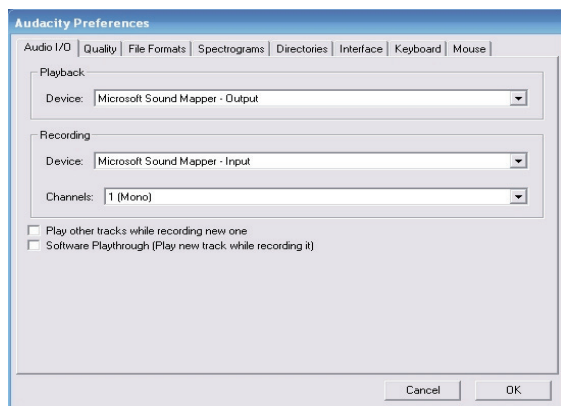 Audacity Preferences
Audio I/O Quality File Formats Spectrograms Directories Interface Keyboard Mouse
Playback
Device: Microsoft Sound Mapper - Output
Recording
Device: Microsoft Sound Mapper - Input
Channels: 1 (Mono)
Play other tracks while recording new one
Software Playthrough (Play new track while recording it)
Cancel OK